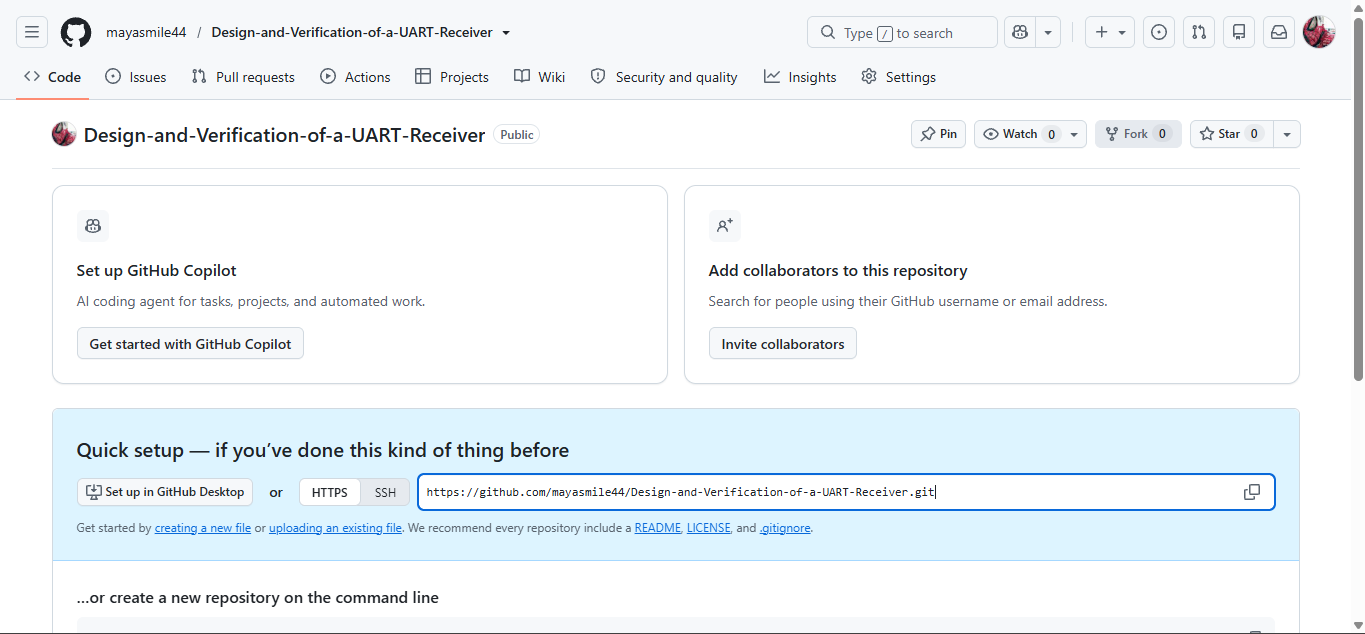 mayasmile44 / Design-and-Verification-of-a-UART-Receiver Type / to search
Code Issues Pull requests Actions Projects Wiki Security and quality Insights Settings
Design-and-Verification-of-a-UART-Receiver Public Pin Watch 0 Fork 0 Star 0
Set up GitHub Copilot
AI coding agent for tasks, projects, and automated work.
Get started with GitHub Copilot
Add collaborators to this repository
Search for people using their GitHub username or email address.
Invite collaborators
Quick setup — if you’ve done this kind of thing before
Set up in GitHub Desktop or HTTPS SSH https://github.com/mayasmile44/Design-and-Verification-of-a-UART-Receiver.git
Get started by creating a new file or uploading an existing file. We recommend every repository include a README, LICENSE, and .gitignore.
…or create a new repository on the command line